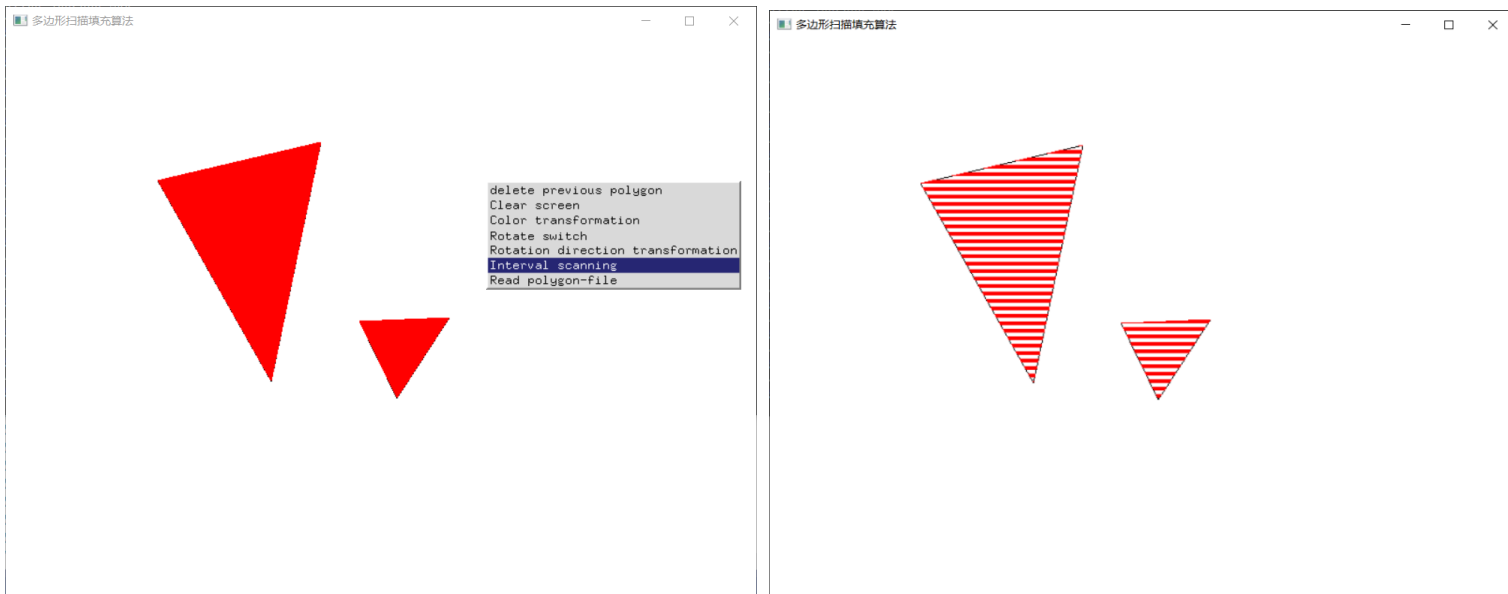 多边形扫描填充算法
delete previous polygon
Clear screen
Color transformation
Rotate switch
Rotation direction transformation
Interval scanning
Read polygon-file
多边形扫描填充算法